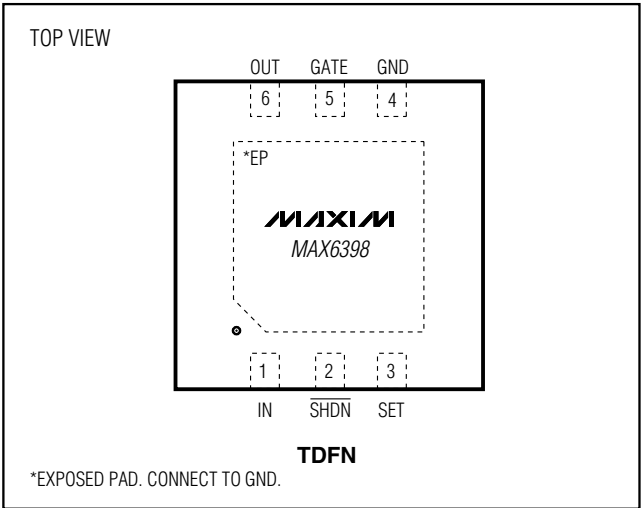 TOP VIEW
OUT GATE GND
6 5 4
*EP
MAXIM
MAX6398
1 2 3
IN S̅H̅D̅N̅ SET
TDFN
*EXPOSED PAD. CONNECT TO GND.